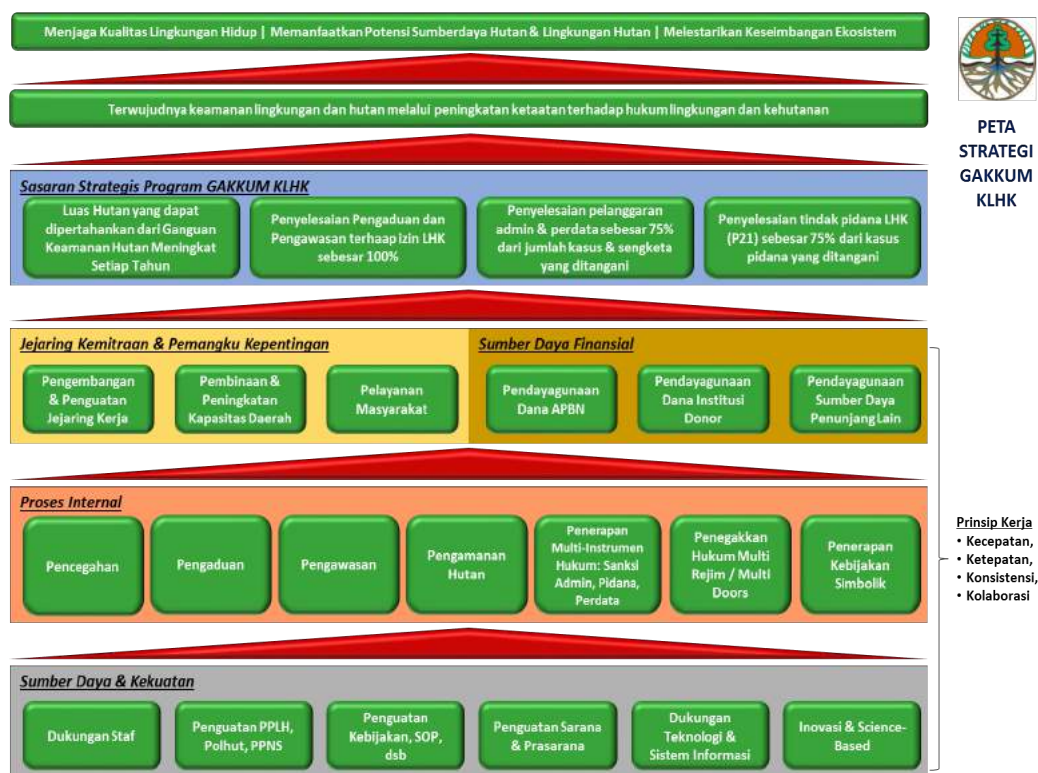 Menjaga Kualitas Lingkungan Hidup | Memanfaatkan Potensi Sumberdaya Hutan & Lingkungan Hutan | Melestarikan Keseimbangan Ekosistem
Terwujudnya keamanan lingkungan dan hutan melalui peningkatan ketaatan terhadap hukum lingkungan dan kehutanan
PETA
STRATEGI
GAKKUM
KLHK
Sasaran Strategis Program GAKKUM KLHK
Luas Hutan yang dapat
dipertahankan dari Ganguan
Keamanan Hutan Meningkat
Setiap Tahun
Penyelesaian Pengaduan dan
Pengawasan terhaap izin LHK
sebesar 100%
Penyelesaian pelanggaran
admin & perdata sebesar 75%
dari jumlah kasus & sengketa
yang ditangani
Penyelesaian tindak pidana LHK
(P21) sebesar 75% dari kasus
pidana yang ditangani
Jejaring Kemitraan & Pemangku Kepentingan
Pengembangan
& Penguatan
Jejaring Kerja
Pembinaan &
Peningkatan
Kapasitas Daerah
Pelayanan
Masyarakat
Sumber Daya Finansial
Pendayagunaan
Dana APBN
Pendayagunaan
Dana Institusi
Donor
Pendayagunaan
Sumber Daya
Penunjang Lain
Proses Internal
Pencegahan
Pengaduan
Pengawasan
Pengamanan
Hutan
Penerapan
Multi-Instrumen
Hukum: Sanksi
Admin, Pidana,
Perdata
Penegakkan
Hukum Multi
Rejim / Multi
Doors
Penerapan
Kebijakan
Simbolik
Prinsip Kerja
• Kecepatan,
• Ketepatan,
• Konsistensi,
• Kolaborasi
Sumber Daya & Kekuatan
Dukungan Staf
Penguatan PPLH,
Polhut, PPNS
Penguatan
Kebijakan, SOP,
dsb
Penguatan Sarana
& Prasarana
Dukungan
Teknologi &
Sistem Informasi
Inovasi & Science-
Based